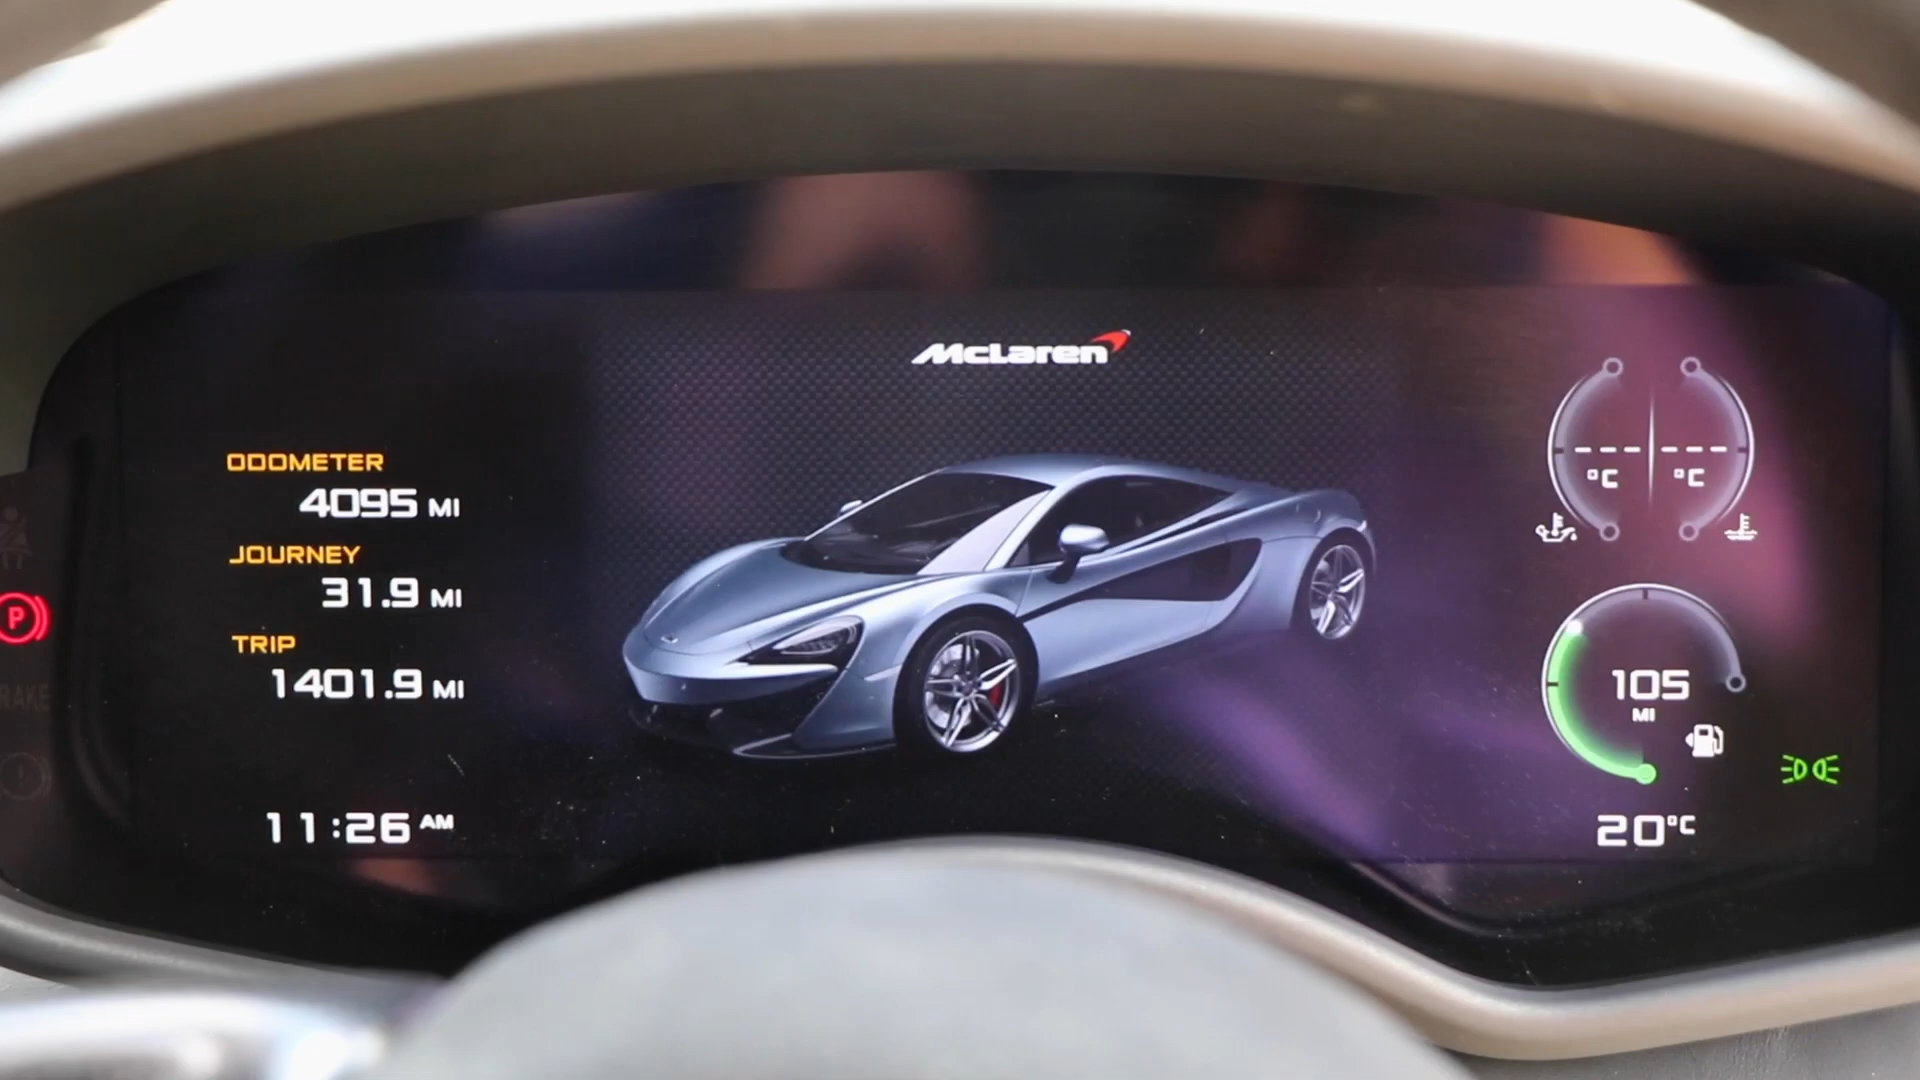 McLaren
ODOMETER
4095 MI
JOURNEY
31.9 MI
TRIP
1401.9 MI
11:26 AM
P
---- °C ---- °C
105
MI
20°C